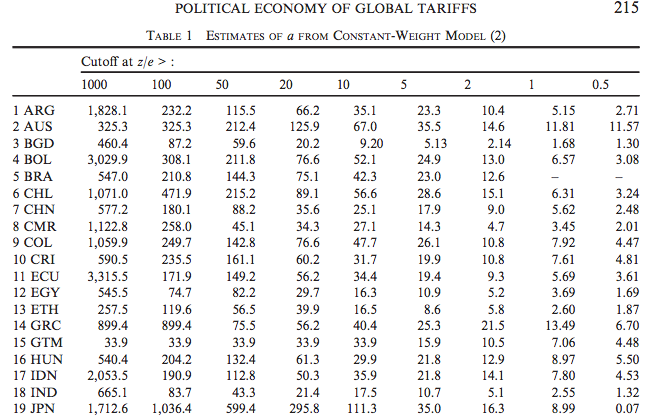 POLITICAL ECONOMY OF GLOBAL TARIFFS 215
TABLE 1 ESTIMATES OF a FROM CONSTANT-WEIGHT MODEL (2)
Cutoff at z/e > :
1000 100 50 20 10 5 2 1 0.5
1 ARG 1,828.1 232.2 115.5 66.2 35.1 23.3 10.4 5.15 2.71
2 AUS 325.3 325.3 212.4 125.9 67.0 35.5 14.6 11.81 11.57
3 BGD 460.4 87.2 59.6 20.2 9.20 5.13 2.14 1.68 1.30
4 BOL 3,029.9 308.1 211.8 76.6 52.1 24.9 13.0 6.57 3.08
5 BRA 547.0 210.8 144.3 75.1 42.3 23.0 12.6 – –
6 CHL 1,071.0 471.9 215.2 89.1 56.6 28.6 15.1 6.31 3.24
7 CHN 577.2 180.1 88.2 35.6 25.1 17.9 9.0 5.62 2.48
8 CMR 1,122.8 258.0 45.1 34.3 27.1 14.3 4.7 3.45 2.01
9 COL 1,059.9 249.7 142.8 76.6 47.7 26.1 10.8 7.92 4.47
10 CRI 590.5 235.5 161.1 60.2 31.7 19.9 10.8 7.61 4.81
11 ECU 3,315.5 171.9 149.2 56.2 34.4 19.4 9.3 5.69 3.61
12 EGY 545.5 74.7 82.2 29.7 16.3 10.9 5.2 3.69 1.69
13 ETH 257.5 119.6 56.5 39.9 16.5 8.6 5.8 2.60 1.87
14 GRC 899.4 899.4 75.5 56.2 40.4 25.3 21.5 13.49 6.70
15 GTM 33.9 33.9 33.9 33.9 33.9 15.9 10.5 7.06 4.48
16 HUN 540.4 204.2 132.4 61.3 29.9 21.8 12.9 8.97 5.50
17 IDN 2,053.5 190.9 112.8 50.3 35.9 21.8 14.1 7.80 4.53
18 IND 665.1 83.7 43.3 21.4 17.5 10.7 5.1 2.55 1.32
19 JPN 1,712.6 1,036.4 599.4 295.8 111.3 35.0 16.3 8.99 0.07